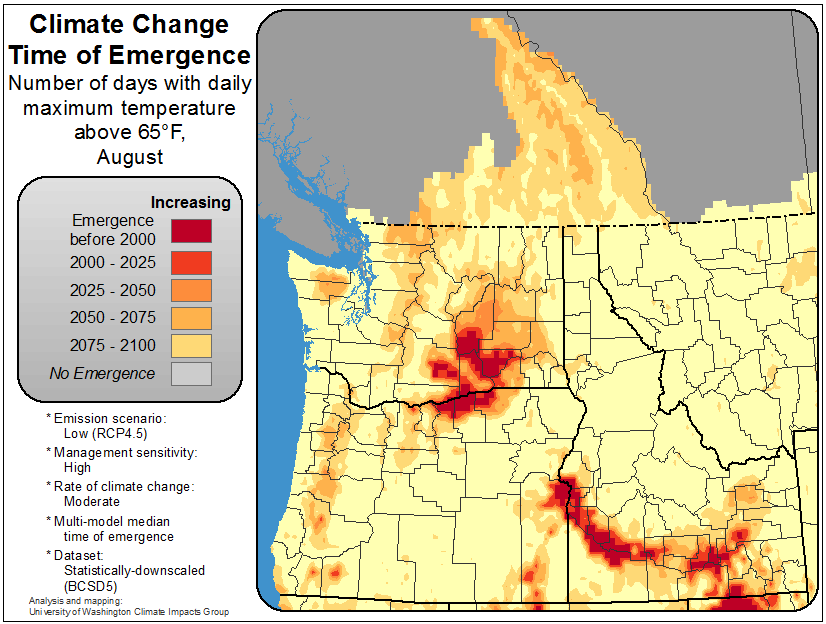 Climate Change
Time of Emergence
Number of days with daily
maximum temperature
above 65°F,
August
Increasing
Emergence
before 2000
2000 - 2025
2025 - 2050
2050 - 2075
2075 - 2100
No Emergence
* Emission scenario:
Low (RCP4.5)
* Management sensitivity:
High
* Rate of climate change:
Moderate
* Multi-model median
time of emergence
* Dataset:
Statistically-downscaled
(BCSD5)
Analysis and mapping:
University of Washington Climate Impacts Group